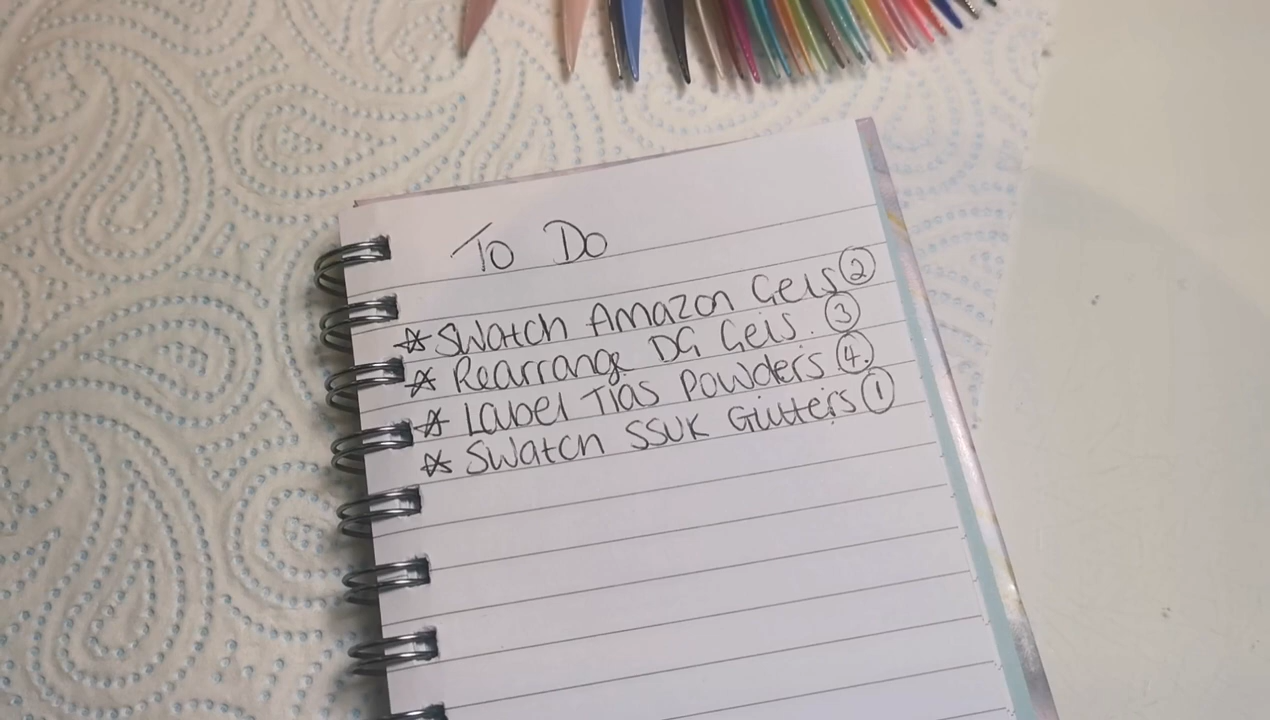 To Do
☆ Swatch Amazon Gels ②
☆ Rearrange DG Gels. ③
☆ Label Tias Powders ④
☆ Swatch SSUK Glitters ①